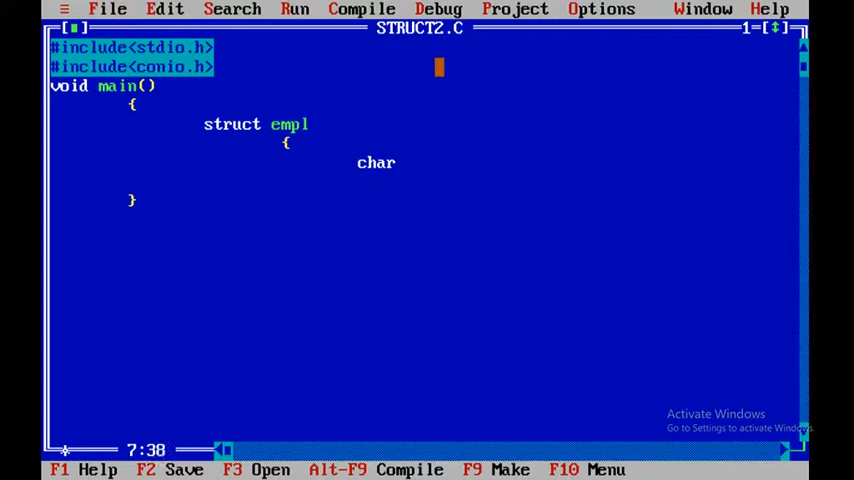 ≡ File Edit Search Run Compile Debug Project Options Window Help
[■] STRUCT2.C 1=[↕]
#include<stdio.h>
#include<conio.h>
void main()
{
struct empl
{
char
}
Activate Windows
Go to Settings to activate Windows.
7:38
F1 Help F2 Save F3 Open Alt-F9 Compile F9 Make F10 Menu